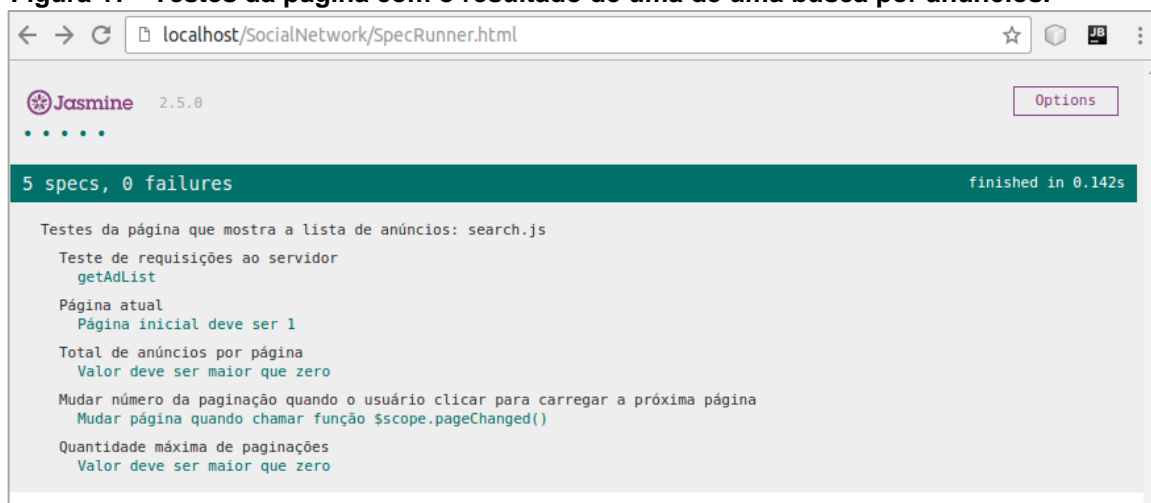 localhost/SocialNetwork/SpecRunner.html
JB
Jasmine 2.5.0
Options
5 specs, 0 failures
finished in 0.142s
Testes da página que mostra a lista de anúncios: search.js
Teste de requisições ao servidor
getAdList
Página atual
Página inicial deve ser 1
Total de anúncios por página
Valor deve ser maior que zero
Mudar número da paginação quando o usuário clicar para carregar a próxima página
Mudar página quando chamar função $scope.pageChanged()
Quantidade máxima de paginações
Valor deve ser maior que zero